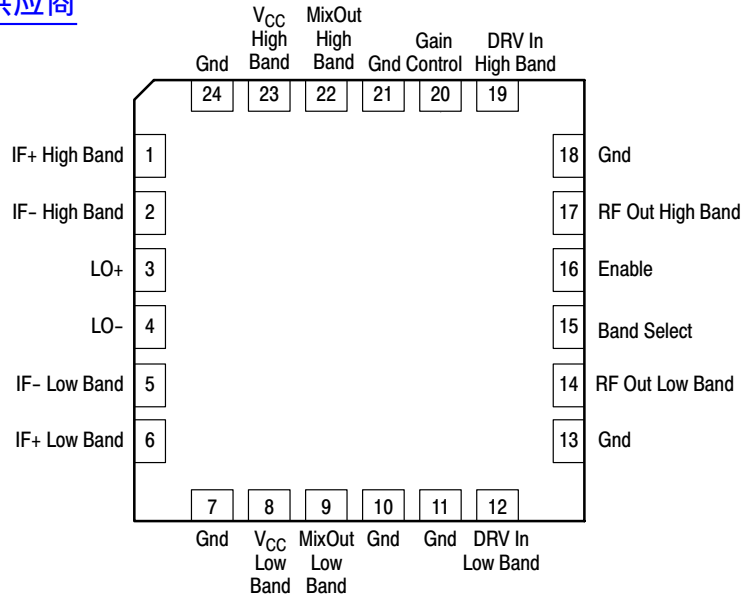 供应商
V_CC High Band
MixOut High Band
Gnd
Gnd
Gain Control
DRV In High Band
24 23 22 21 20 19
IF+ High Band 1
IF- High Band 2
LO+ 3
LO- 4
IF- Low Band 5
IF+ Low Band 6
18 Gnd
17 RF Out High Band
16 Enable
15 Band Select
14 RF Out Low Band
13 Gnd
7 8 9 10 11 12
Gnd
V_CC Low Band
MixOut Low Band
Gnd
Gnd
DRV In Low Band